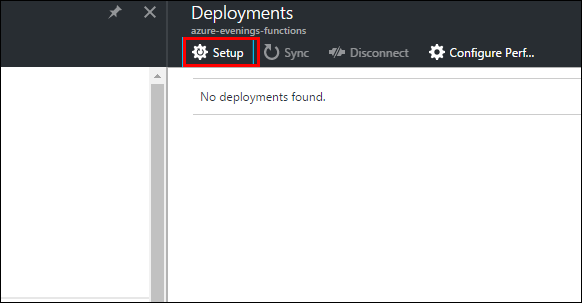 Deployments
azure-evenings-functions
Setup Sync Disconnect Configure Perf...
No deployments found.